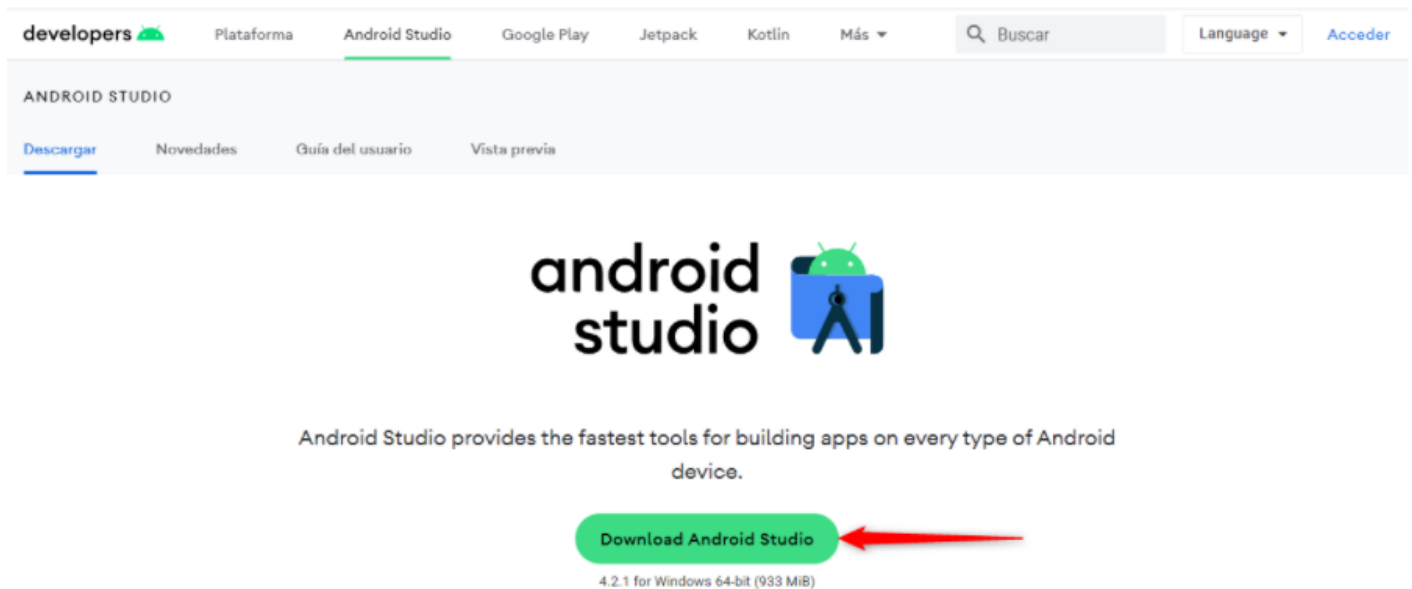 developers Plataforma Android Studio Google Play Jetpack Kotlin Más Buscar Language Acceder
ANDROID STUDIO
Descargar Novedades Guía del usuario Vista previa
android
studio
Android Studio provides the fastest tools for building apps on every type of Android
device.
Download Android Studio
4.2.1 for Windows 64-bit (933 MiB)